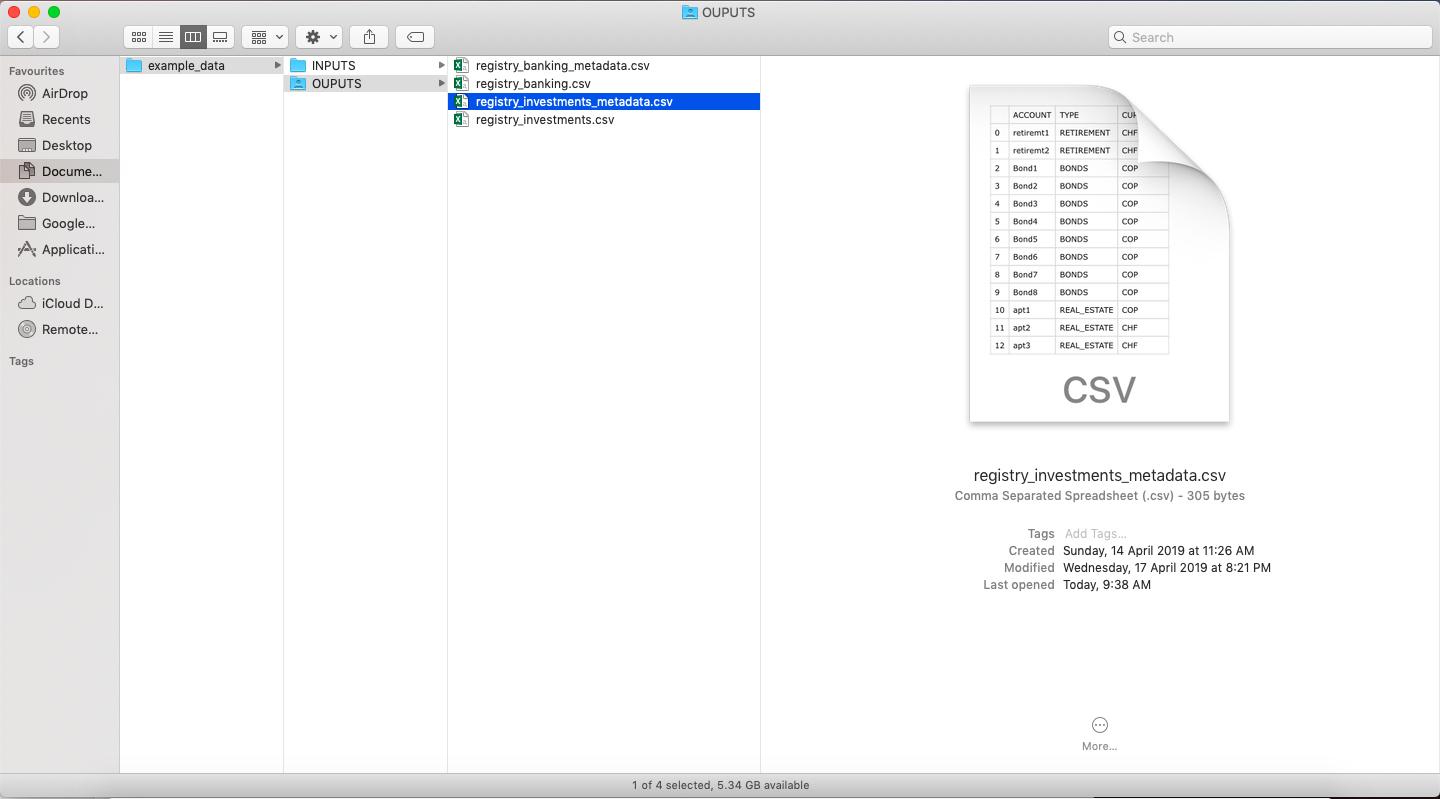 OUPUTS
Search
Favourites
AirDrop
Recents
Desktop
Docume...
Downloa...
Google...
Applicati...
Locations
iCloud D...
Remote...
Tags
example_data
INPUTS
OUPUTS
registry_banking_metadata.csv
registry_banking.csv
registry_investments_metadata.csv
registry_investments.csv
ACCOUNT TYPE
0 retiremt1 RETIREMENT CHF
1 retiremt2 RETIREMENT CHF
2 Bond1 BONDS COP
3 Bond2 BONDS COP
4 Bond3 BONDS COP
5 Bond4 BONDS COP
6 Bond5 BONDS COP
7 Bond6 BONDS COP
8 Bond7 BONDS COP
9 Bond8 BONDS COP
10 apt1 REAL_ESTATE COP
11 apt2 REAL_ESTATE CHF
12 apt3 REAL_ESTATE CHF
CSV
registry_investments_metadata.csv
Comma Separated Spreadsheet (.csv) - 305 bytes
Tags Add Tags...
Created Sunday, 14 April 2019 at 11:26 AM
Modified Wednesday, 17 April 2019 at 8:21 PM
Last opened Today, 9:38 AM
More...
1 of 4 selected, 5.34 GB available